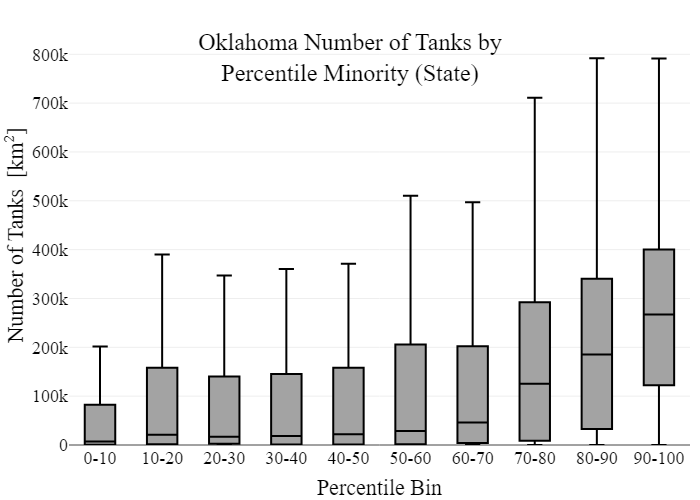 Oklahoma Number of Tanks by
Percentile Minority (State)
Number of Tanks [km²]
800k
700k
600k
500k
400k
300k
200k
100k
0
0-10 10-20 20-30 30-40 40-50 50-60 60-70 70-80 80-90 90-100
Percentile Bin